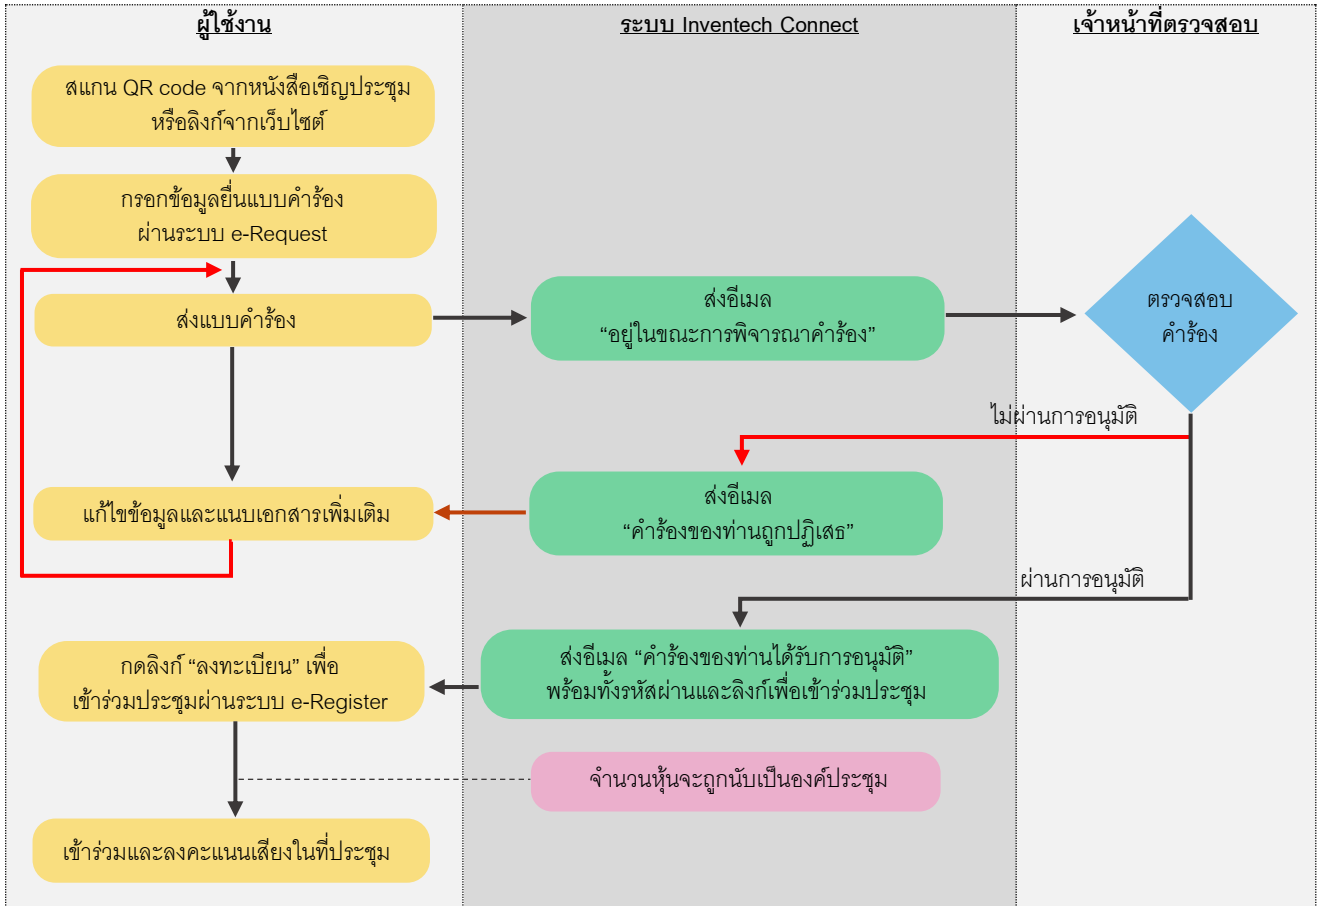 ผู้ใช้งาน
ระบบ Inventech Connect
เจ้าหน้าที่ตรวจสอบ
สแกน QR code จากหนังสือเชิญประชุม
หรือลิงก์จากเว็บไซต์
กรอกข้อมูลยื่นแบบคำร้อง
ผ่านระบบ e-Request
ส่งแบบคำร้อง
ส่งอีเมล
“อยู่ในขณะการพิจารณาคำร้อง”
ตรวจสอบ
คำร้อง
ไม่ผ่านการอนุมัติ
ส่งอีเมล
“คำร้องของท่านถูกปฏิเสธ”
แก้ไขข้อมูลและแนบเอกสารเพิ่มเติม
ผ่านการอนุมัติ
ส่งอีเมล “คำร้องของท่านได้รับการอนุมัติ”
พร้อมทั้งรหัสผ่านและลิงก์เพื่อเข้าร่วมประชุม
กดลิงก์ “ลงทะเบียน” เพื่อ
เข้าร่วมประชุมผ่านระบบ e-Register
จำนวนหุ้นจะถูกนับเป็นองค์ประชุม
เข้าร่วมและลงคะแนนเสียงในที่ประชุม